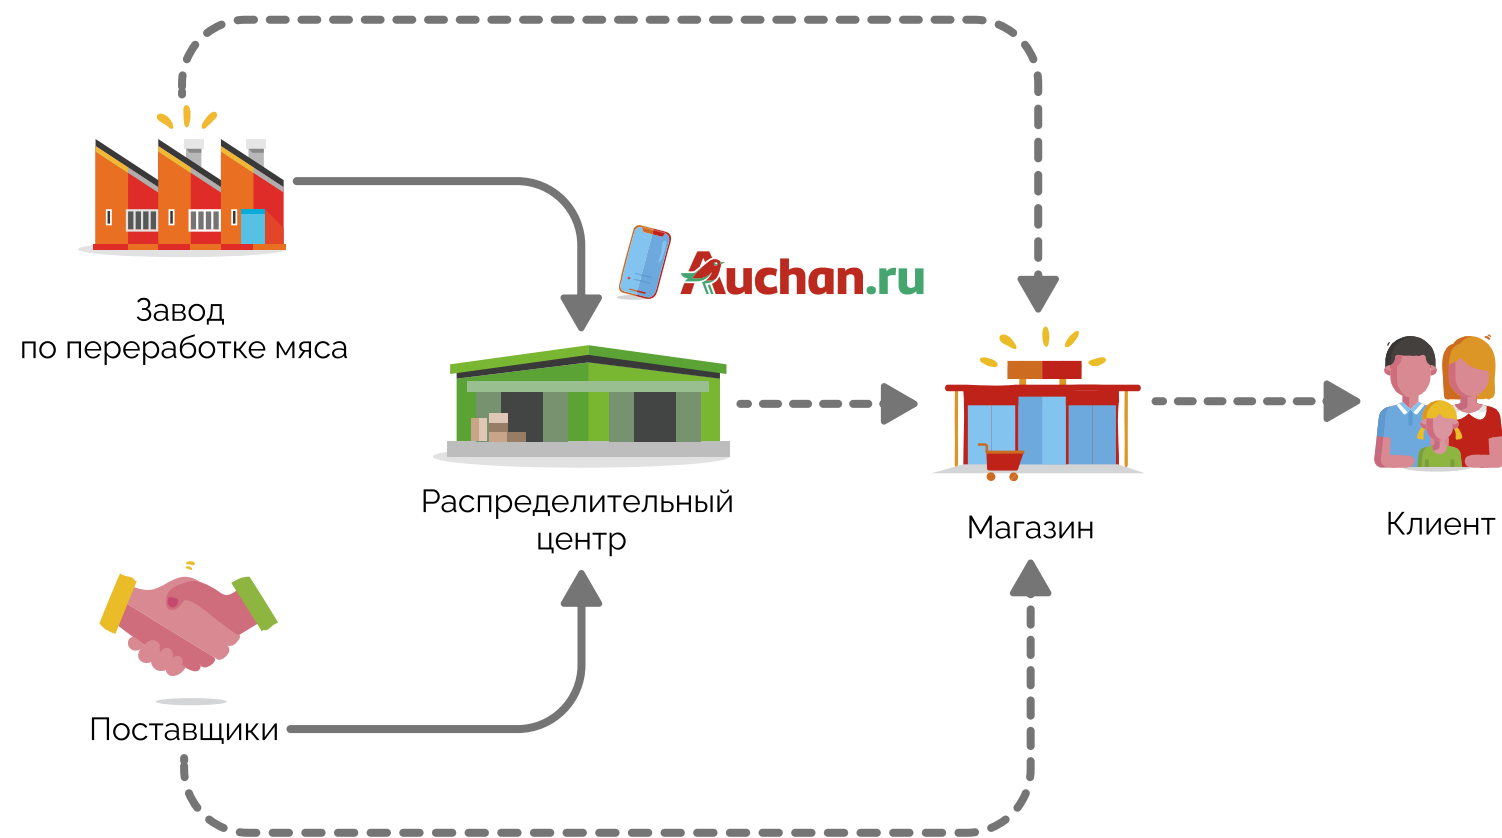 Auchan.ru
Завод
по переработке мяса
Распределительный
центр
Магазин
Клиент
Поставщики